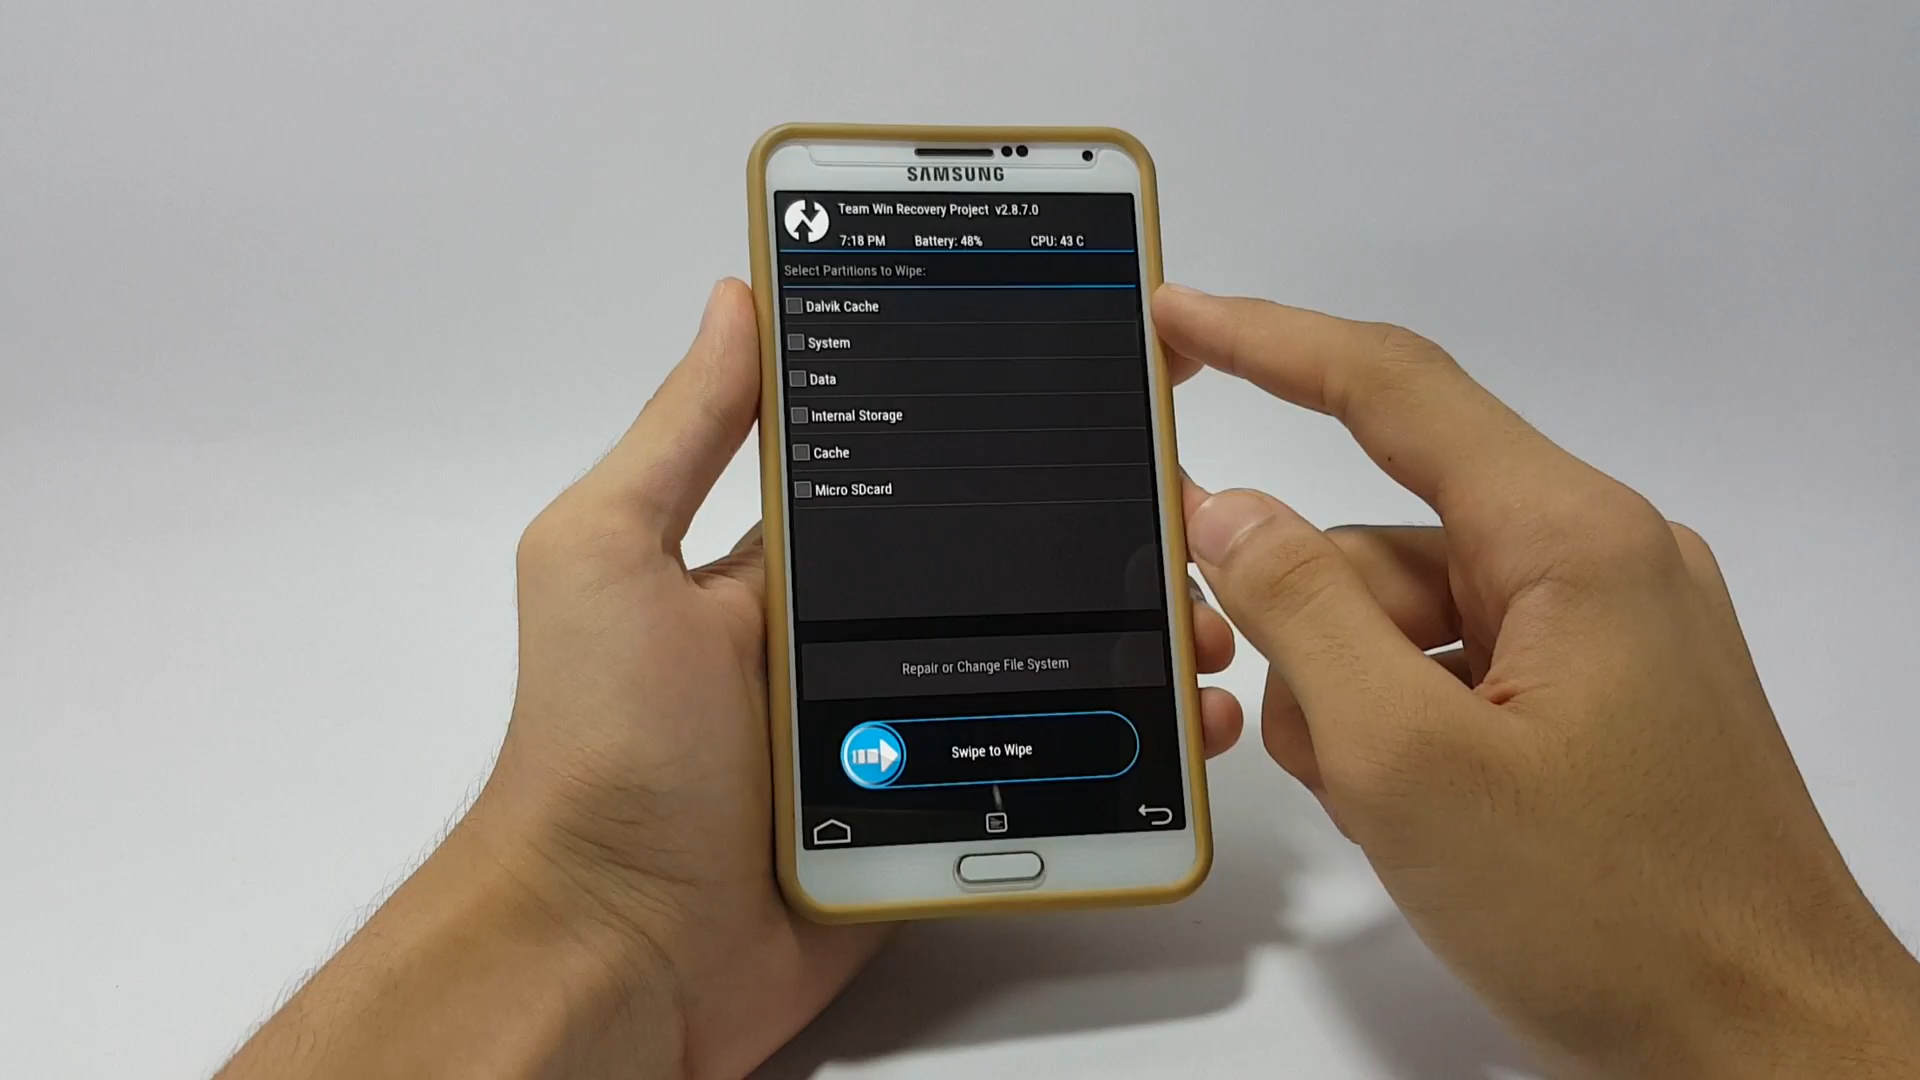 SAMSUNG
Team Win Recovery Project v2.8.7.0
7:18 PM Battery: 48% CPU: 43 C
Select Partitions to Wipe:
Dalvik Cache
System
Data
Internal Storage
Cache
Micro SDcard
Repair or Change File System
Swipe to Wipe